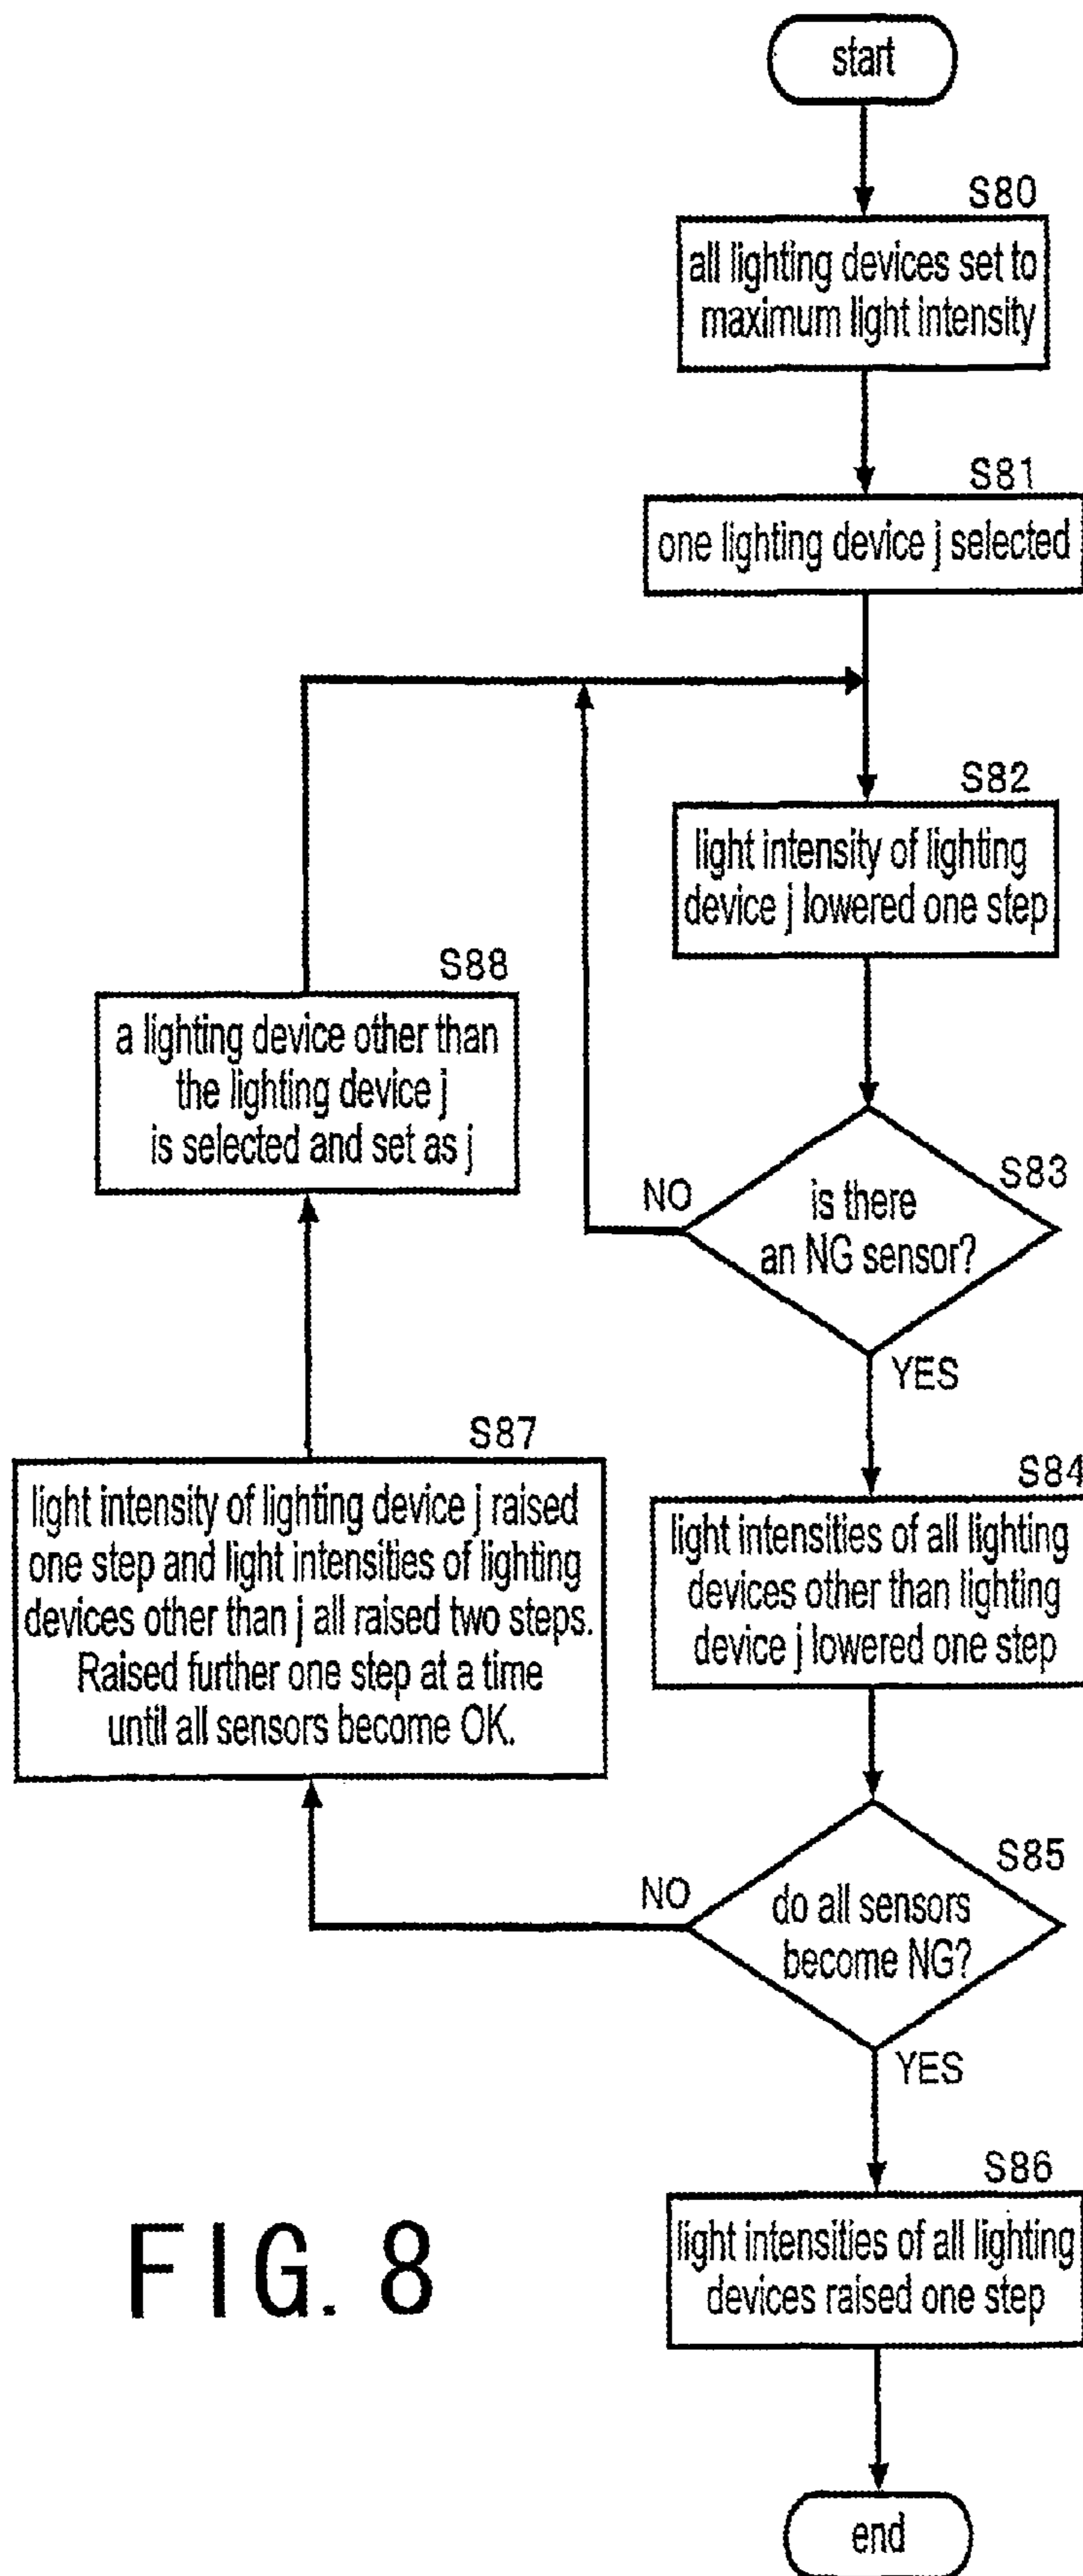 start
S80
all lighting devices set to
maximum light intensity
S81
one lighting device j selected
S82
light intensity of lighting
device j lowered one step
S88
a lighting device other than
the lighting device j
is selected and set as j
S83
NO
is there
an NG sensor?
YES
S87
light intensity of lighting device j raised
one step and light intensities of lighting
devices other than j all raised two steps.
Raised further one step at a time
until all sensors become OK.
S84
light intensities of all lighting
devices other than lighting
device j lowered one step
S85
NO
do all sensors
become NG?
YES
S86
light intensities of all lighting
devices raised one step
FIG. 8
end